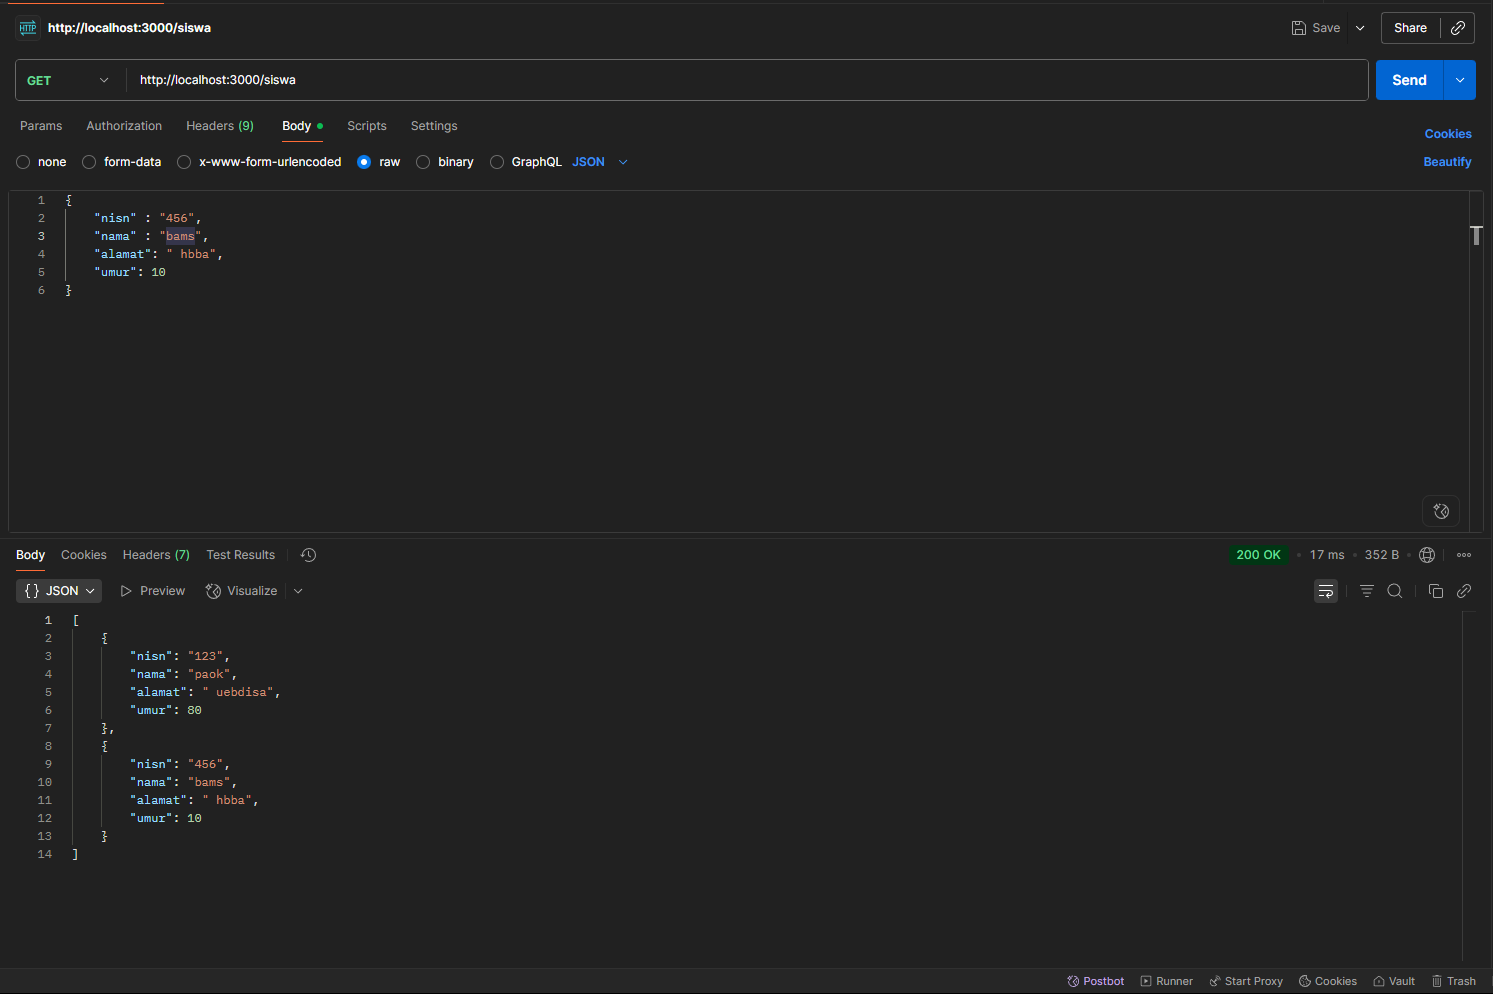 HTTP http://localhost:3000/siswa Save Share
GET http://localhost:3000/siswa Send
Params Authorization Headers (9) Body Scripts Settings Cookies
none form-data x-www-form-urlencoded raw binary GraphQL JSON Beautify
1 {
2 "nisn" : "456",
3 "nama" : "bams",
4 "alamat": " hbba",
5 "umur": 10
6 }
Body Cookies Headers (7) Test Results 200 OK • 17 ms • 352 B •
{} JSON Preview Visualize
1 [
2 {
3 "nisn": "123",
4 "nama": "paok",
5 "alamat": " uebdisa",
6 "umur": 80
7 },
8 {
9 "nisn": "456",
10 "nama": "bams",
11 "alamat": " hbba",
12 "umur": 10
13 }
14 ]
Postbot Runner Start Proxy Cookies Vault Trash